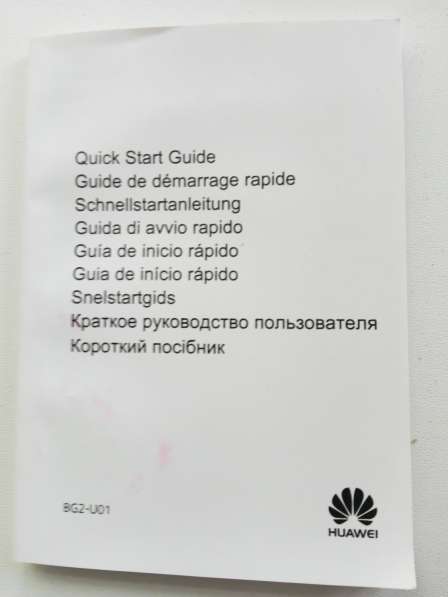 Quick Start Guide
Guide de démarrage rapide
Schnellstartanleitung
Guida di avvio rapido
Guía de inicio rápido
Guia de início rápido
Snelstartgids
Краткое руководство пользователя
Короткий посібник
BG2-U01
HUAWEI